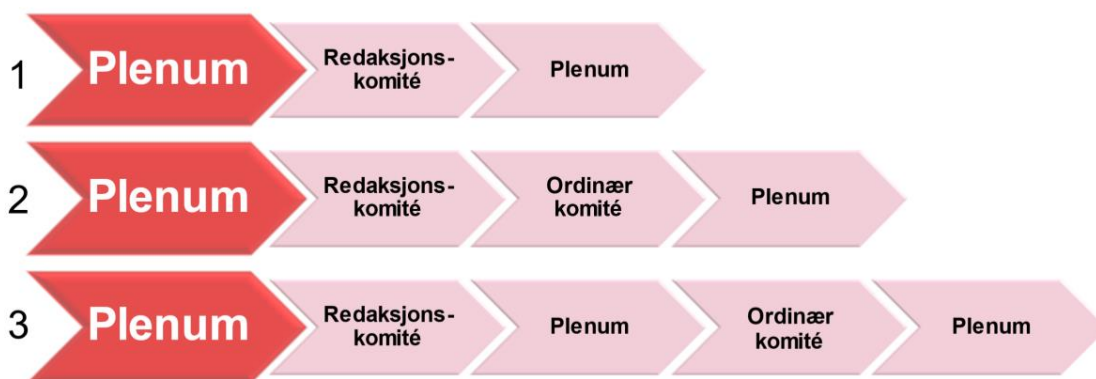 1
Plenum
Redaksjons-
komité
Plenum
2
Plenum
Redaksjons-
komité
Ordinær
komité
Plenum
3
Plenum
Redaksjons-
komité
Plenum
Ordinær
komité
Plenum